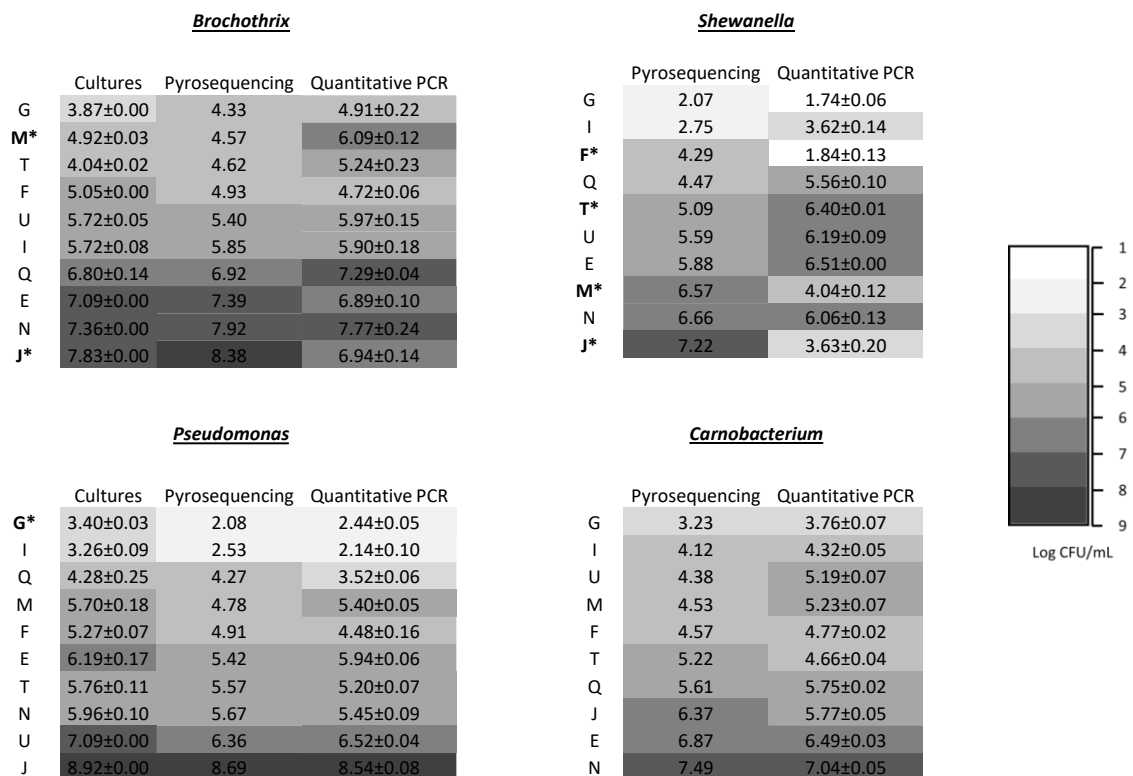 Brochothrix
Cultures Pyrosequencing Quantitative PCR
G 3.87±0.00 4.33 4.91±0.22
M* 4.92±0.03 4.57 6.09±0.12
T 4.04±0.02 4.62 5.24±0.23
F 5.05±0.00 4.93 4.72±0.06
U 5.72±0.05 5.40 5.97±0.15
I 5.72±0.08 5.85 5.90±0.18
Q 6.80±0.14 6.92 7.29±0.04
E 7.09±0.00 7.39 6.89±0.10
N 7.36±0.00 7.92 7.77±0.24
J* 7.83±0.00 8.38 6.94±0.14
Shewanella
Pyrosequencing Quantitative PCR
G 2.07 1.74±0.06
I 2.75 3.62±0.14
F* 4.29 1.84±0.13
Q 4.47 5.56±0.10
T* 5.09 6.40±0.01
U 5.59 6.19±0.09
E 5.88 6.51±0.00
M* 6.57 4.04±0.12
N 6.66 6.06±0.13
J* 7.22 3.63±0.20
Pseudomonas
Cultures Pyrosequencing Quantitative PCR
G* 3.40±0.03 2.08 2.44±0.05
I 3.26±0.09 2.53 2.14±0.10
Q 4.28±0.25 4.27 3.52±0.06
M 5.70±0.18 4.78 5.40±0.05
F 5.27±0.07 4.91 4.48±0.16
E 6.19±0.17 5.42 5.94±0.06
T 5.76±0.11 5.57 5.20±0.07
N 5.96±0.10 5.67 5.45±0.09
U 7.09±0.00 6.36 6.52±0.04
J 8.92±0.00 8.69 8.54±0.08
Carnobacterium
Pyrosequencing Quantitative PCR
G 3.23 3.76±0.07
I 4.12 4.32±0.05
U 4.38 5.19±0.07
M 4.53 5.23±0.07
F 4.57 4.77±0.02
T 5.22 4.66±0.04
Q 5.61 5.75±0.02
J 6.37 5.77±0.05
E 6.87 6.49±0.03
N 7.49 7.04±0.05
1
2
3
4
5
6
7
8
9
Log CFU/mL